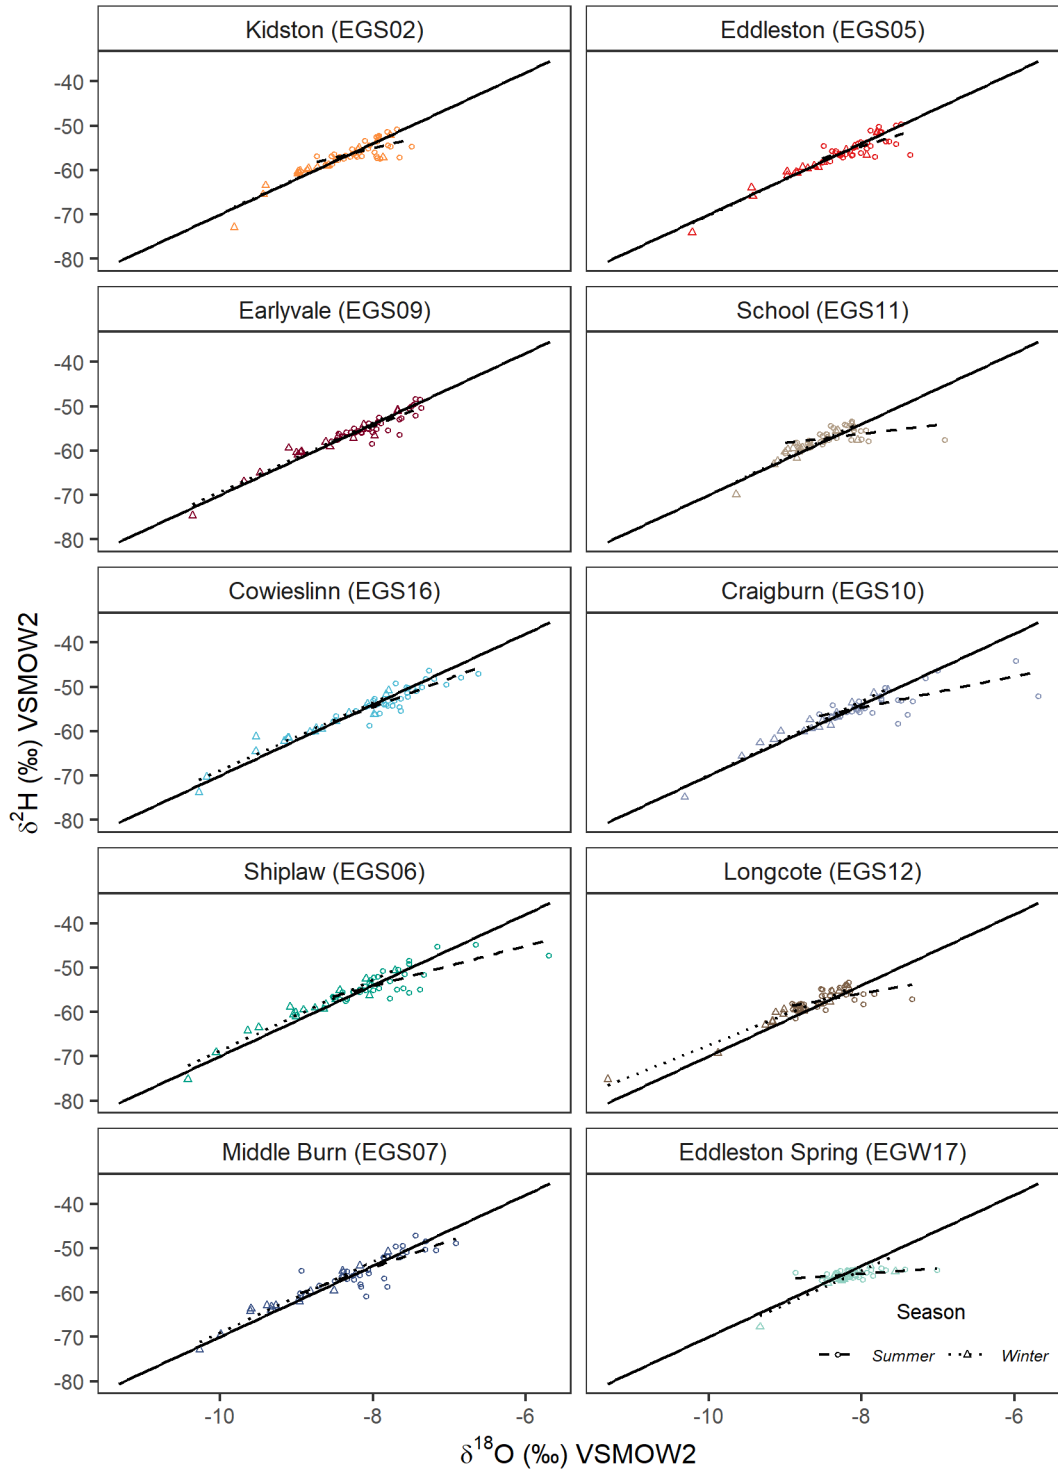 Kidston (EGS02)
Eddleston (EGS05)
-40
-50
-60
-70
-80
Earlyvale (EGS09)
School (EGS11)
-40
-50
-60
-70
-80
Cowieslinn (EGS16)
Craigburn (EGS10)
-40
-50
-60
-70
-80
Shiplaw (EGS06)
Longcote (EGS12)
-40
-50
-60
-70
-80
Middle Burn (EGS07)
Eddleston Spring (EGW17)
-40
-50
-60
-70
-80
Season
Summer
Winter
-10
-8
-6
-10
-8
-6
δ²H (‰) VSMOW2
δ¹⁸O (‰) VSMOW2